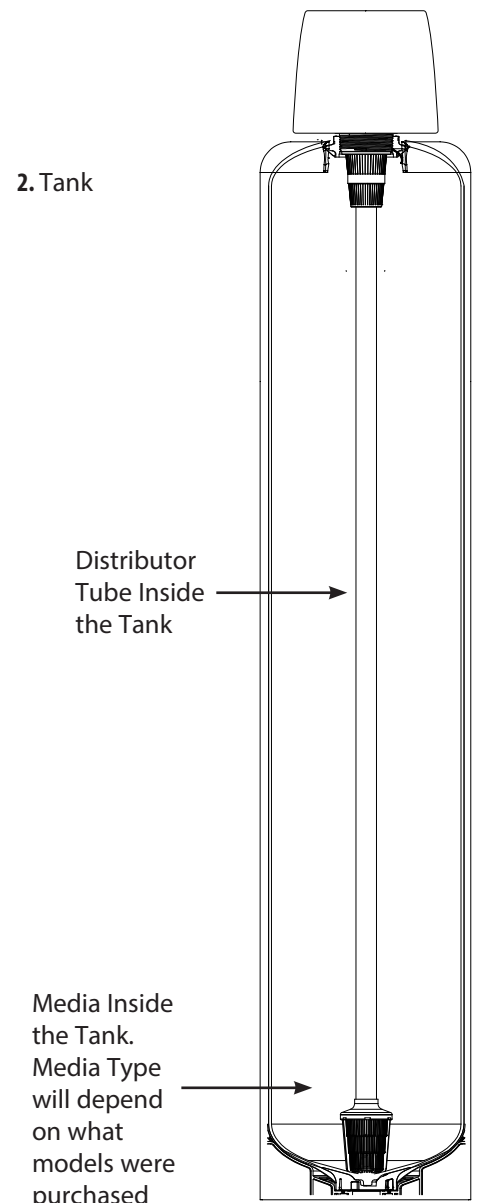 2. Tank
Distributor
Tube Inside
the Tank
Media Inside
the Tank.
Media Type
will depend
on what
models were
purchased